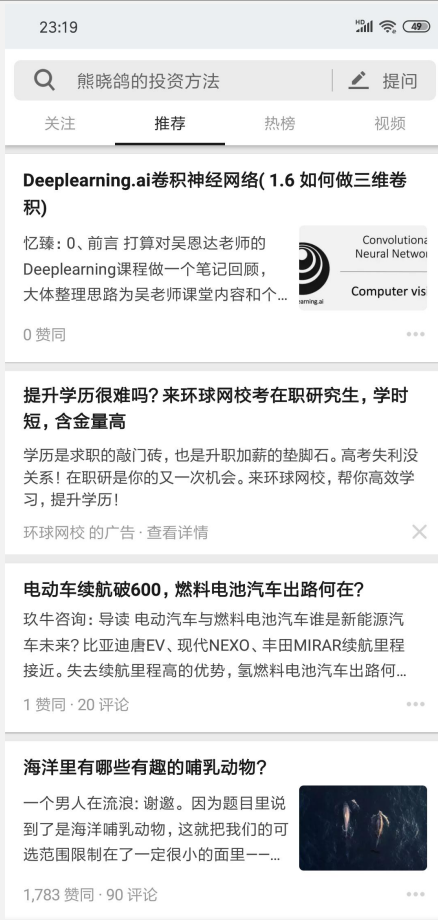 23:19
HD
49
熊晓鸽的投资方法
提问
关注
推荐
热榜
视频
Deeplearning.ai卷积神经网络( 1.6 如何做三维卷
积)
忆臻: 0、前言 打算对吴恩达老师的
Deeplearning课程做一个笔记回顾,
大体整理思路为吴老师课堂内容和个...
Convolutiona
Neural Networ
Computer visi
arning.ai
0 赞同
提升学历很难吗? 来环球网校考在职研究生, 学时
短, 含金量高
学历是求职的敲门砖, 也是升职加薪的垫脚石。高考失利没
关系! 在职研是你的又一次机会。来环球网校, 帮你高效学
习, 提升学历!
环球网校 的广告 · 查看详情
电动车续航破600, 燃料电池汽车出路何在?
玖牛咨询: 导读 电动汽车与燃料电池汽车谁是新能源汽
车未来? 比亚迪唐EV、现代NEXO、丰田MIRAR续航里程
接近。失去续航里程高的优势, 氢燃料电池汽车出路何...
1 赞同 · 20 评论
海洋里有哪些有趣的哺乳动物?
一个男人在流浪: 谢邀。 因为题目里说
到了是海洋哺乳动物, 这就把我们的可
选范围限制在了一定很小的面里——...
1,783 赞同 · 90 评论